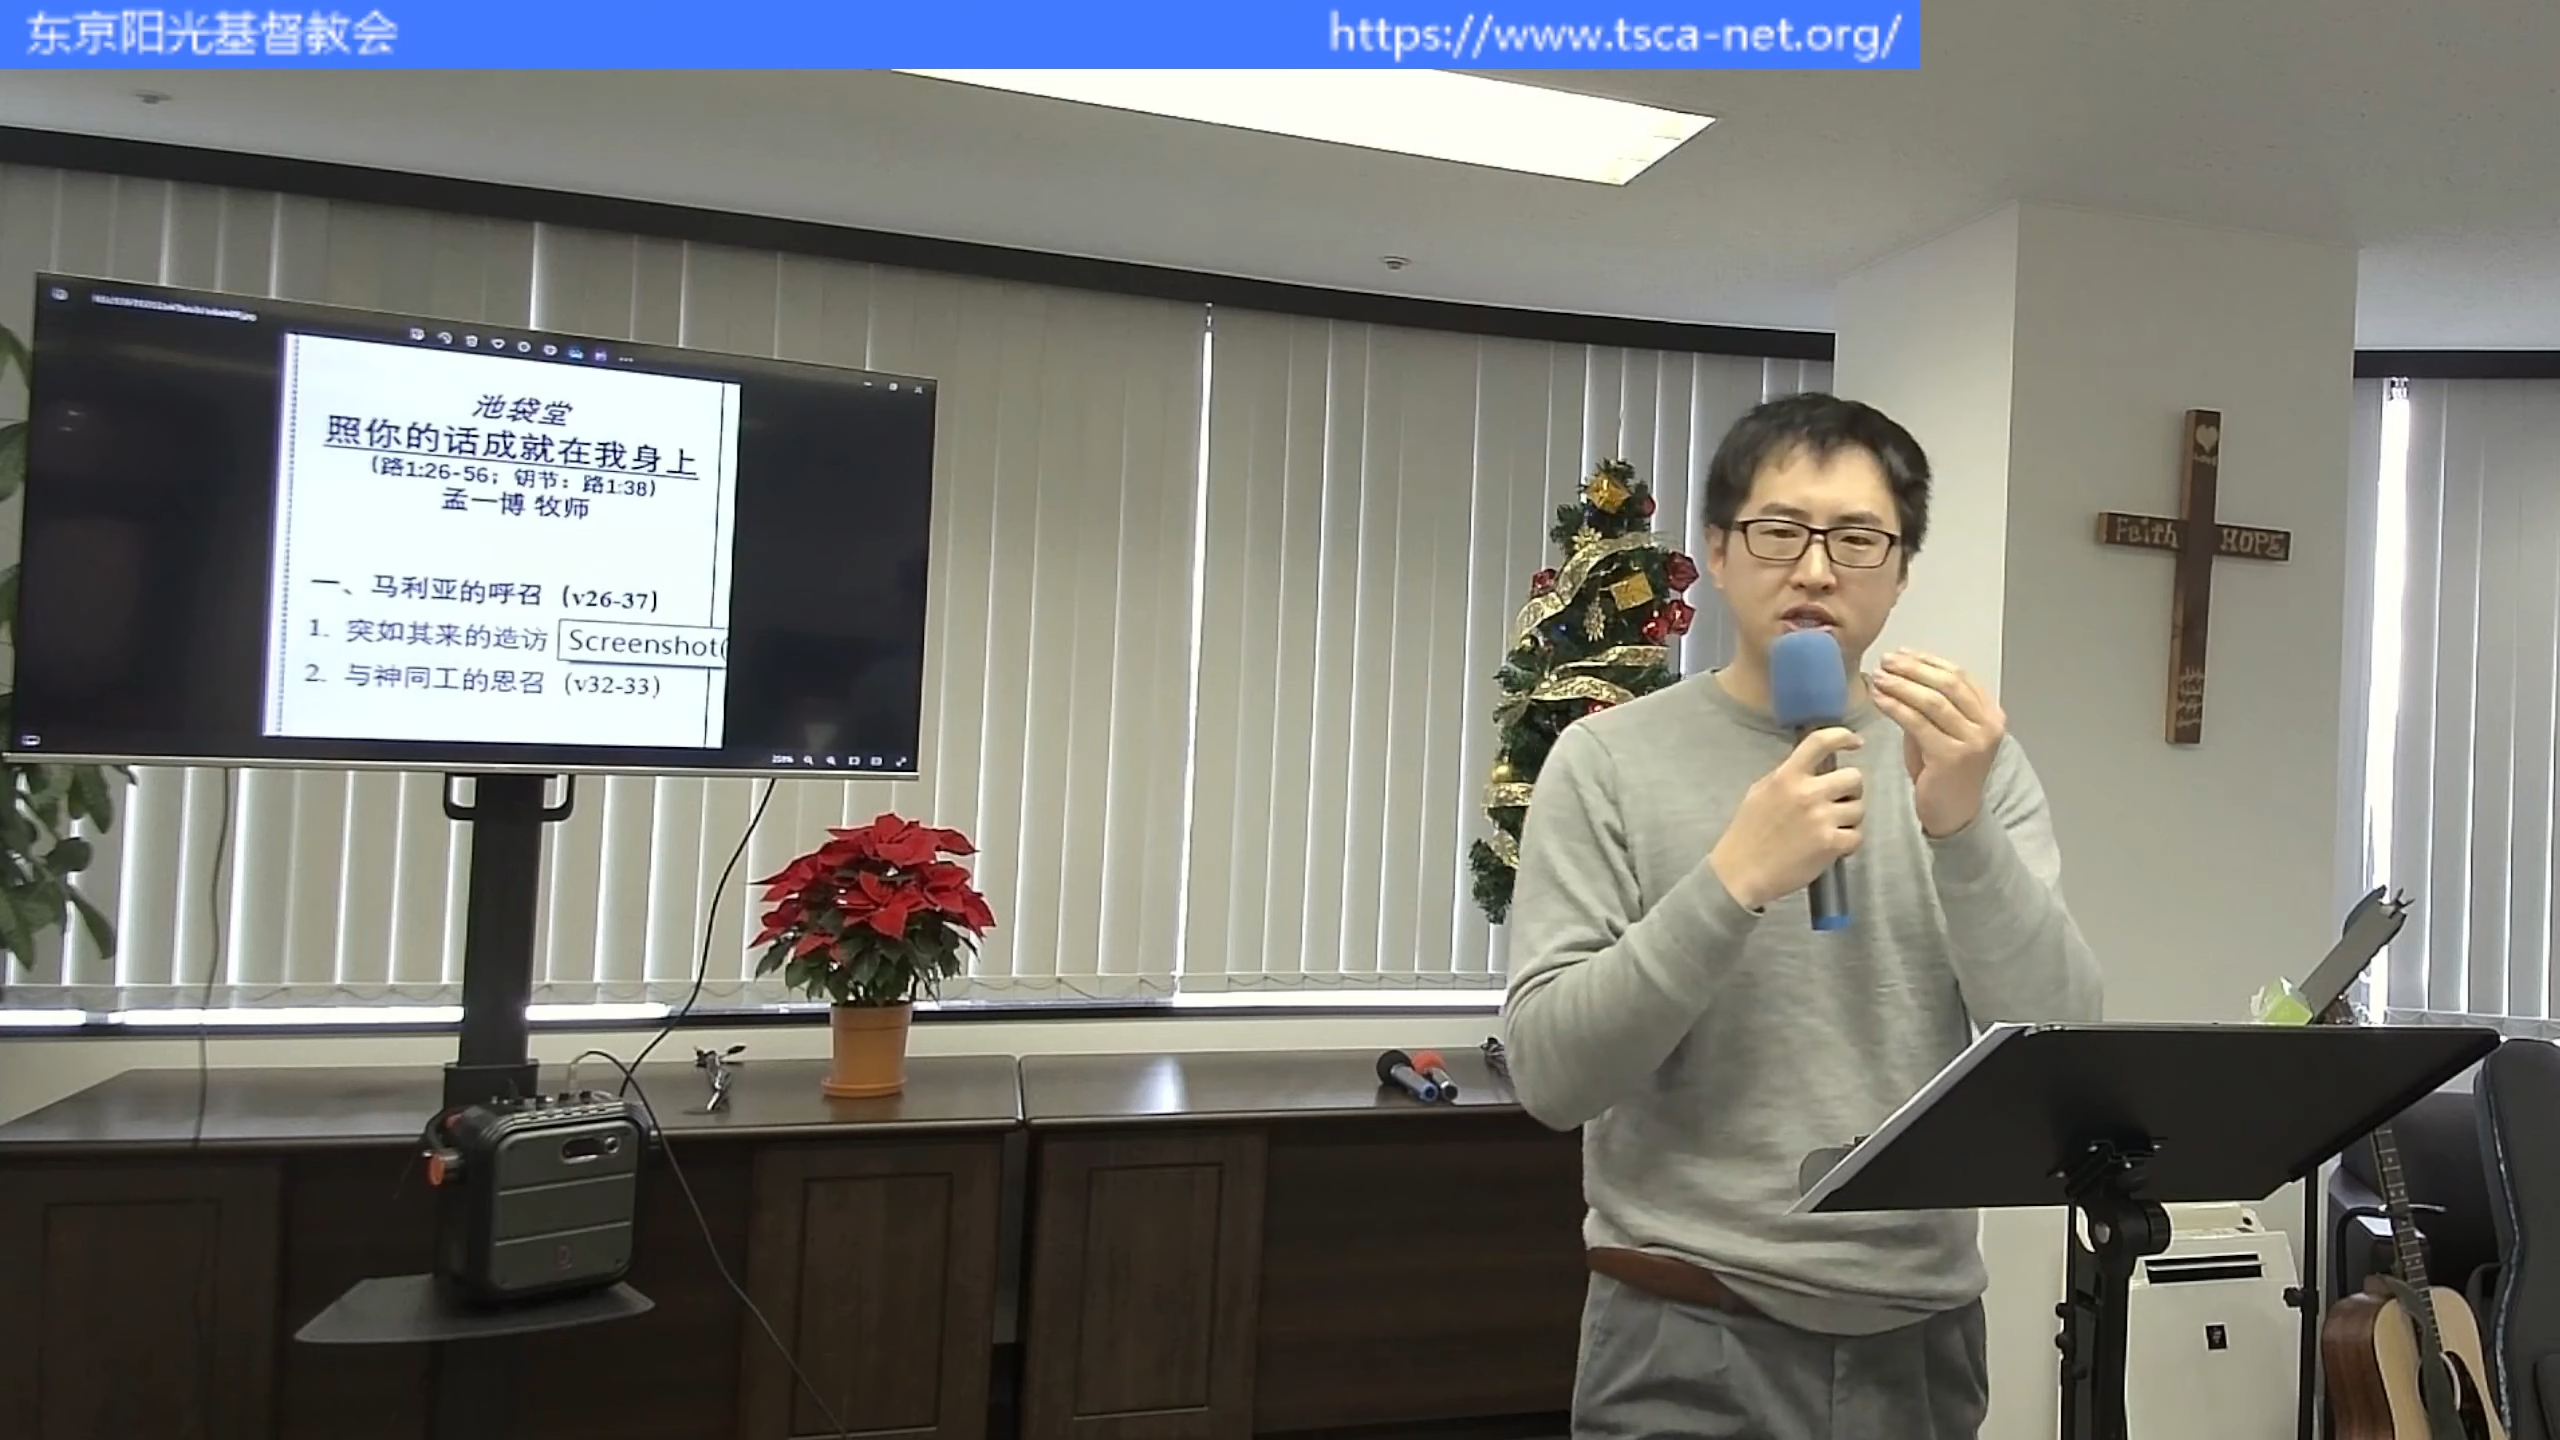 东京阳光基督教会
https://www.tsca-net.org/
池袋堂
照你的话成就在我身上
(路1:26-56; 钥节: 路1:38)
孟一博 牧师
一、马利亚的呼召 (v26-37)
1. 突如其来的造访 Screenshot(
2. 与神同工的恩召 (v32-33)
Faith HOPE